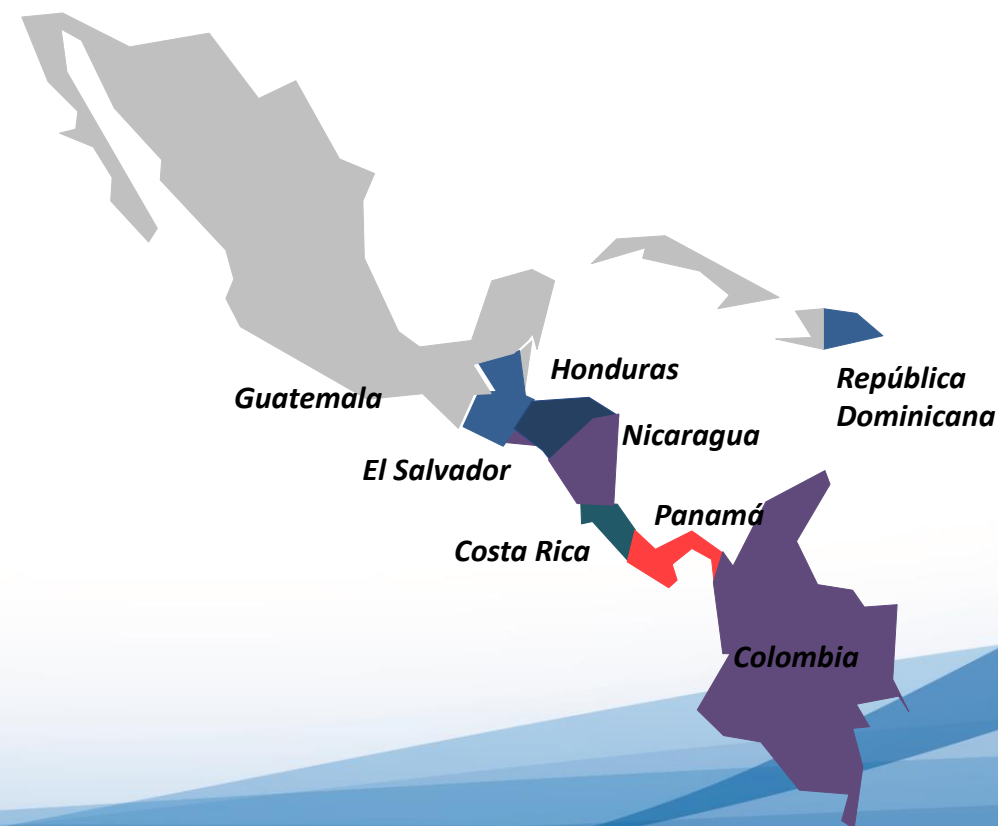 Honduras
República
Dominicana
Guatemala
Nicaragua
El Salvador
Panamá
Costa Rica
Colombia